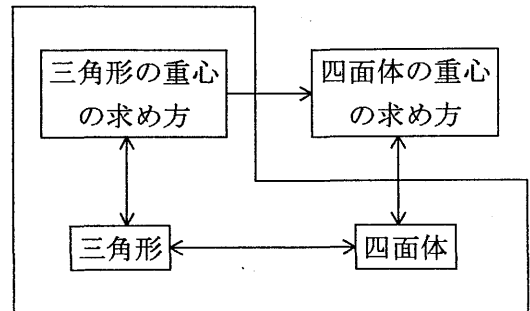 三角形の重心
の求め方
四面体の重心
の求め方
三角形
四面体